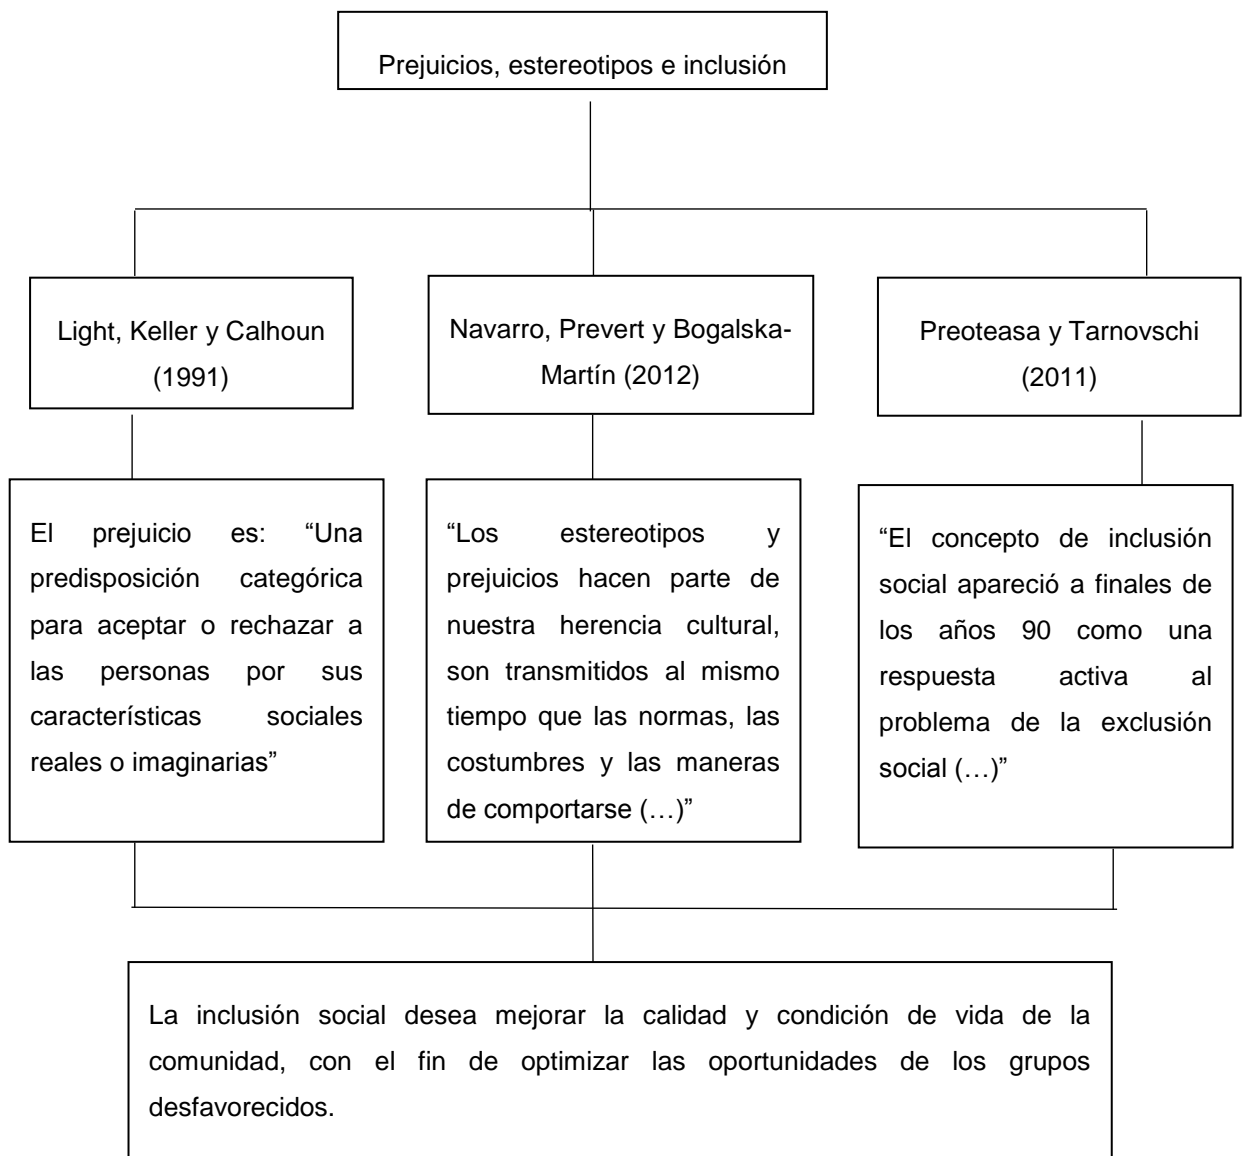 Prejuicios, estereotipos e inclusión
Light, Keller y Calhoun
(1991)
Navarro, Prevert y Bogalska-
Martín (2012)
Preoteasa y Tarnovschi
(2011)
El prejuicio es: “Una
predisposición categórica
para aceptar o rechazar a
las personas por sus
características sociales
reales o imaginarias”
“Los estereotipos y
prejuicios hacen parte de
nuestra herencia cultural,
son transmitidos al mismo
tiempo que las normas, las
costumbres y las maneras
de comportarse (…)”
“El concepto de inclusión
social apareció a finales de
los años 90 como una
respuesta activa al
problema de la exclusión
social (…)”
La inclusión social desea mejorar la calidad y condición de vida de la
comunidad, con el fin de optimizar las oportunidades de los grupos
desfavorecidos.